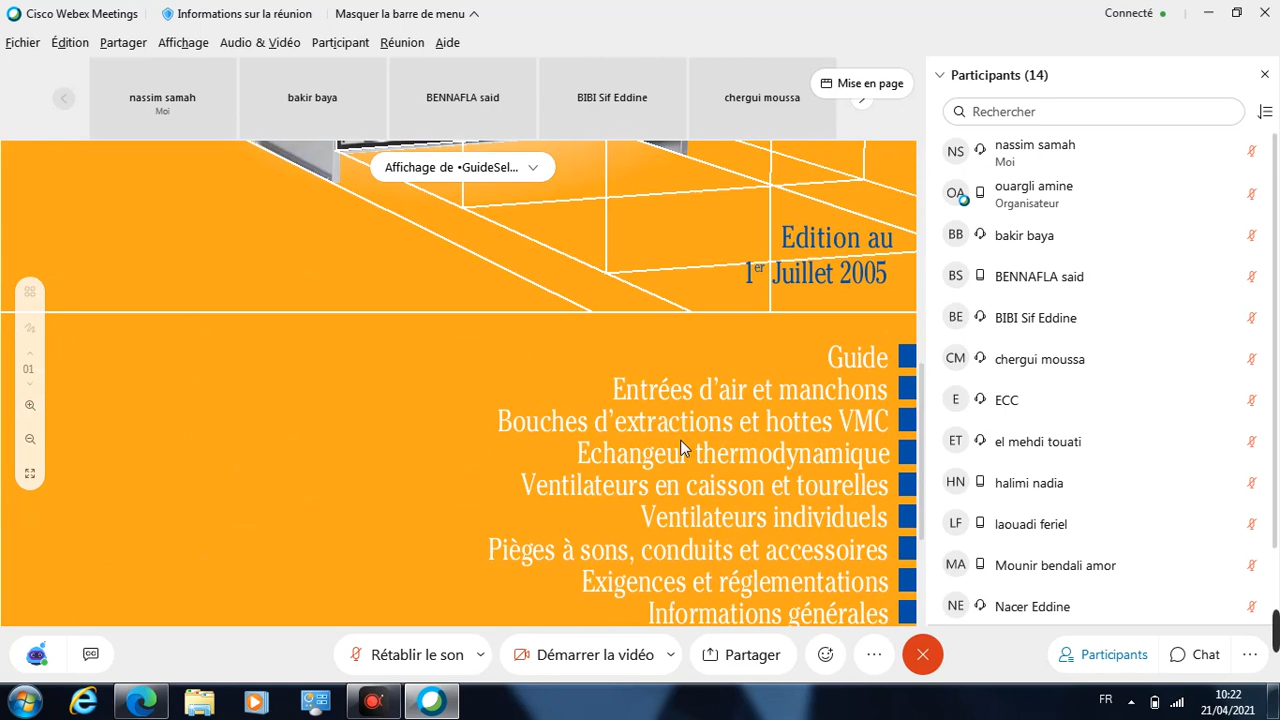 Cisco Webex Meetings
Informations sur la réunion
Masquer la barre de menu
Connecté
Fichier Édition Partager Affichage Audio & Vidéo Participant Réunion Aide
nassim samah
Moi
bakir baya
BENNAFLA said
BIBI Sif Eddine
chergui moussa
Mise en page
Affichage de •GuideSel...
Edition au
1er Juillet 2005
01
Guide
Entrées d'air et manchons
Bouches d'extractions et hottes VMC
Echangeur thermodynamique
Ventilateurs en caisson et tourelles
Ventilateurs individuels
Pièges à sons, conduits et accessoires
Exigences et réglementations
Informations générales
Participants (14)
Rechercher
NS nassim samah
Moi
OA ouargli amine
Organisateur
BB bakir baya
BS BENNAFLA said
BE BIBI Sif Eddine
CM chergui moussa
E ECC
ET el mehdi touati
HN halimi nadia
LF laouadi feriel
MA Mounir bendali amor
NE Nacer Eddine
Rétablir le son
Démarrer la vidéo
Partager
Participants
Chat
FR
10:22
21/04/2021